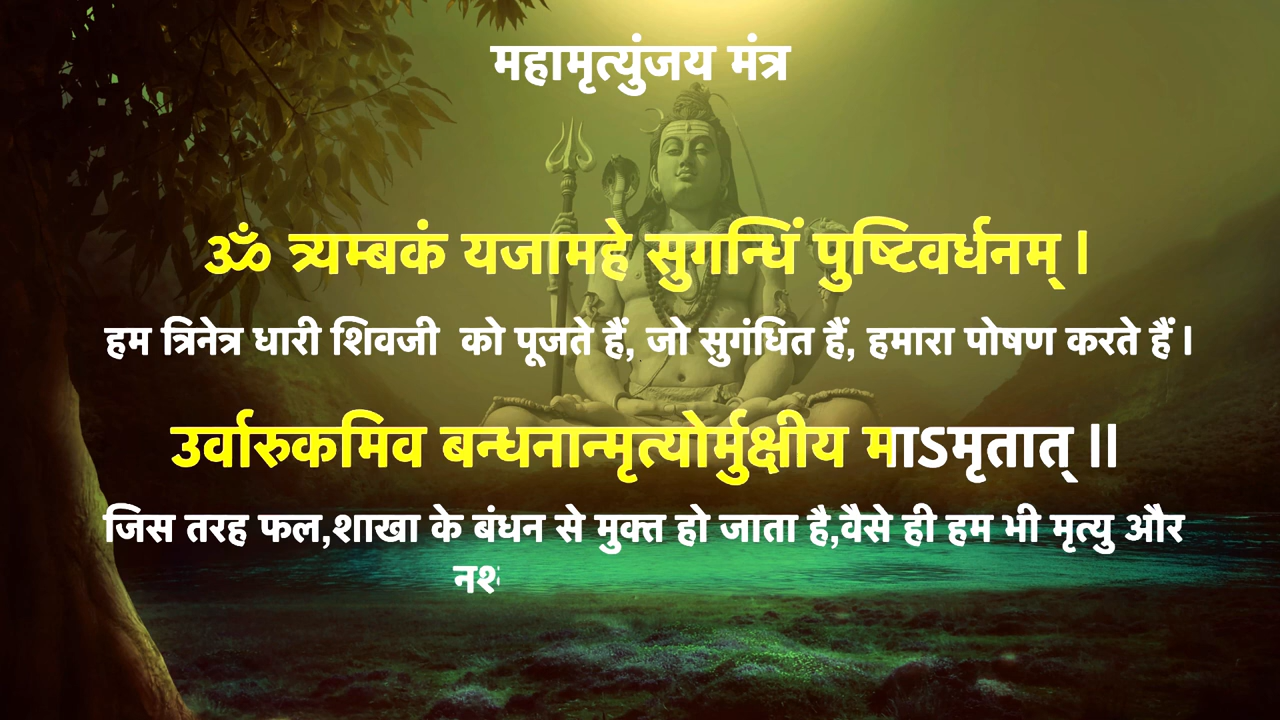 महामृत्युंजय मंत्र
ॐ त्र्यम्बकं यजामहे सुगन्धिं पुष्टिवर्धनम् ।
हम त्रिनेत्र धारी शिवजी को पूजते हैं, जो सुगंधित हैं, हमारा पोषण करते हैं ।
उर्वारुकमिव बन्धनान्मृत्योर्मुक्षीय माऽमृतात् ॥
जिस तरह फल,शाखा के बंधन से मुक्त हो जाता है,वैसे ही हम भी मृत्यु और